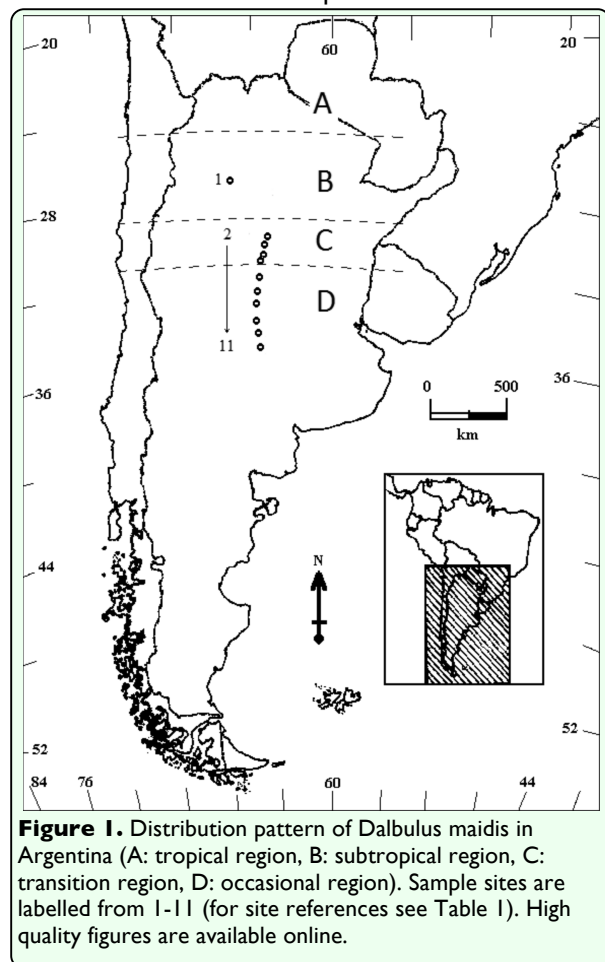 60
20
20
A
1
B
28
2
C
D
11
36
36
0 500
km
N
44
52
52
84 76 60 44
Figure 1. Distribution pattern of Dalbulus maidis in
Argentina (A: tropical region, B: subtropical region, C:
transition region, D: occasional region). Sample sites are
labelled from 1-11 (for site references see Table 1). High
quality figures are available online.